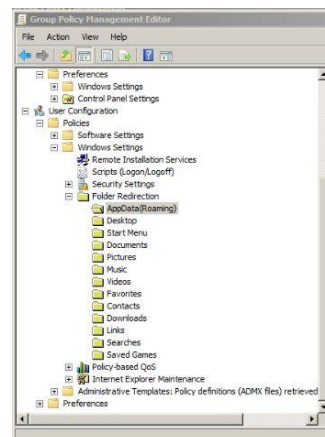 Group Policy Management Editor
File Action View Help
Preferences
Windows Settings
Control Panel Settings
User Configuration
Policies
Software Settings
Windows Settings
Remote Installation Services
Scripts (Logon/Logoff)
Security Settings
Folder Redirection
AppData(Roaming)
Desktop
Start Menu
Documents
Pictures
Music
Videos
Favorites
Contacts
Downloads
Links
Searches
Saved Games
Policy-based QoS
Internet Explorer Maintenance
Administrative Templates: Policy definitions (ADMX files) retrieved
Preferences